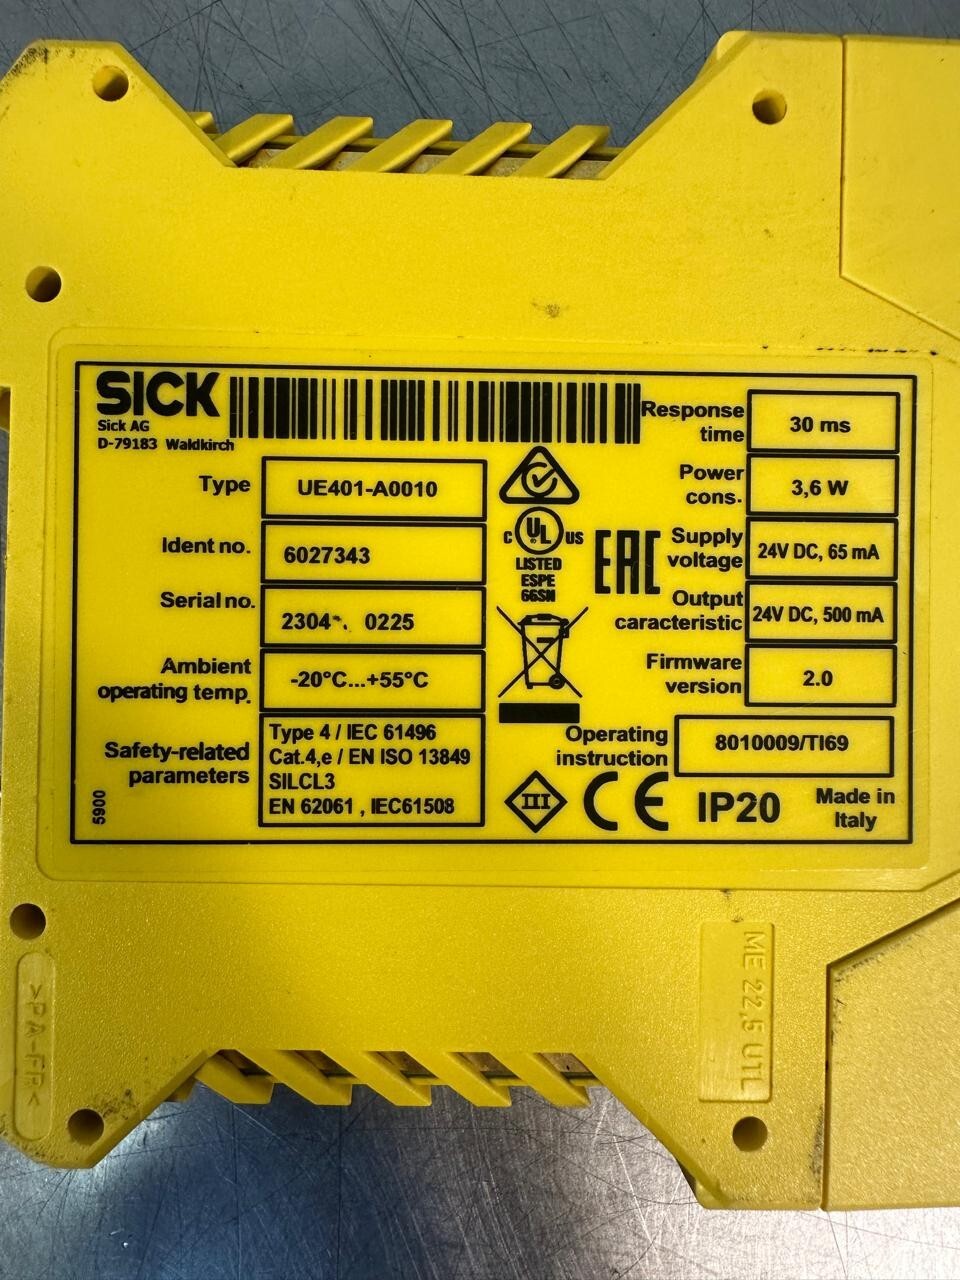 SICK
Sick AG
D-79183 Waldkirch
Type
UE401-A0010
Ident no.
6027343
Serial no.
2304 0225
Ambient
operating temp.
-20°C...+55°C
Safety-related
parameters
Type 4 / IEC 61496
Cat.4,e / EN ISO 13849
SILCL3
EN 62061 , IEC61508
5900
C UL US
LISTED
ESPE
66SN
EAC
Response
time
30 ms
Power
cons.
3,6 W
Supply
voltage
24V DC, 65 mA
Output
caracteristic
24V DC, 500 mA
Firmware
version
2.0
Operating
instruction
8010009/TI69
III
CE
IP20
Made in
Italy
>PA-FR<
ME 22,5 UTL